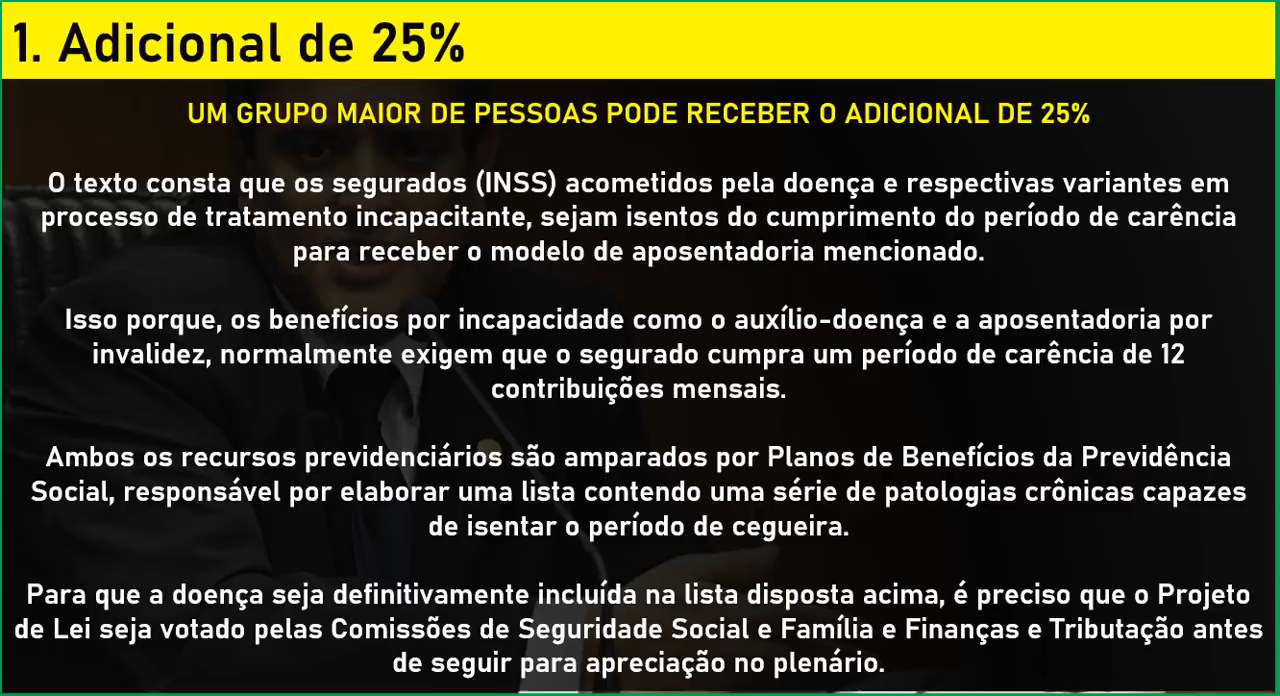 1. Adicional de 25%
UM GRUPO MAIOR DE PESSOAS PODE RECEBER O ADICIONAL DE 25%
O texto consta que os segurados (INSS) acometidos pela doença e respectivas variantes em
processo de tratamento incapacitante, sejam isentos do cumprimento do período de carência
para receber o modelo de aposentadoria mencionado.
Isso porque, os benefícios por incapacidade como o auxílio-doença e a aposentadoria por
invalidez, normalmente exigem que o segurado cumpra um período de carência de 12
contribuições mensais.
Ambos os recursos previdenciários são amparados por Planos de Benefícios da Previdência
Social, responsável por elaborar uma lista contendo uma série de patologias crônicas capazes
de isentar o período de cegueira.
Para que a doença seja definitivamente incluída na lista disposta acima, é preciso que o Projeto
de Lei seja votado pelas Comissões de Seguridade Social e Família e Finanças e Tributação antes
de seguir para apreciação no plenário.